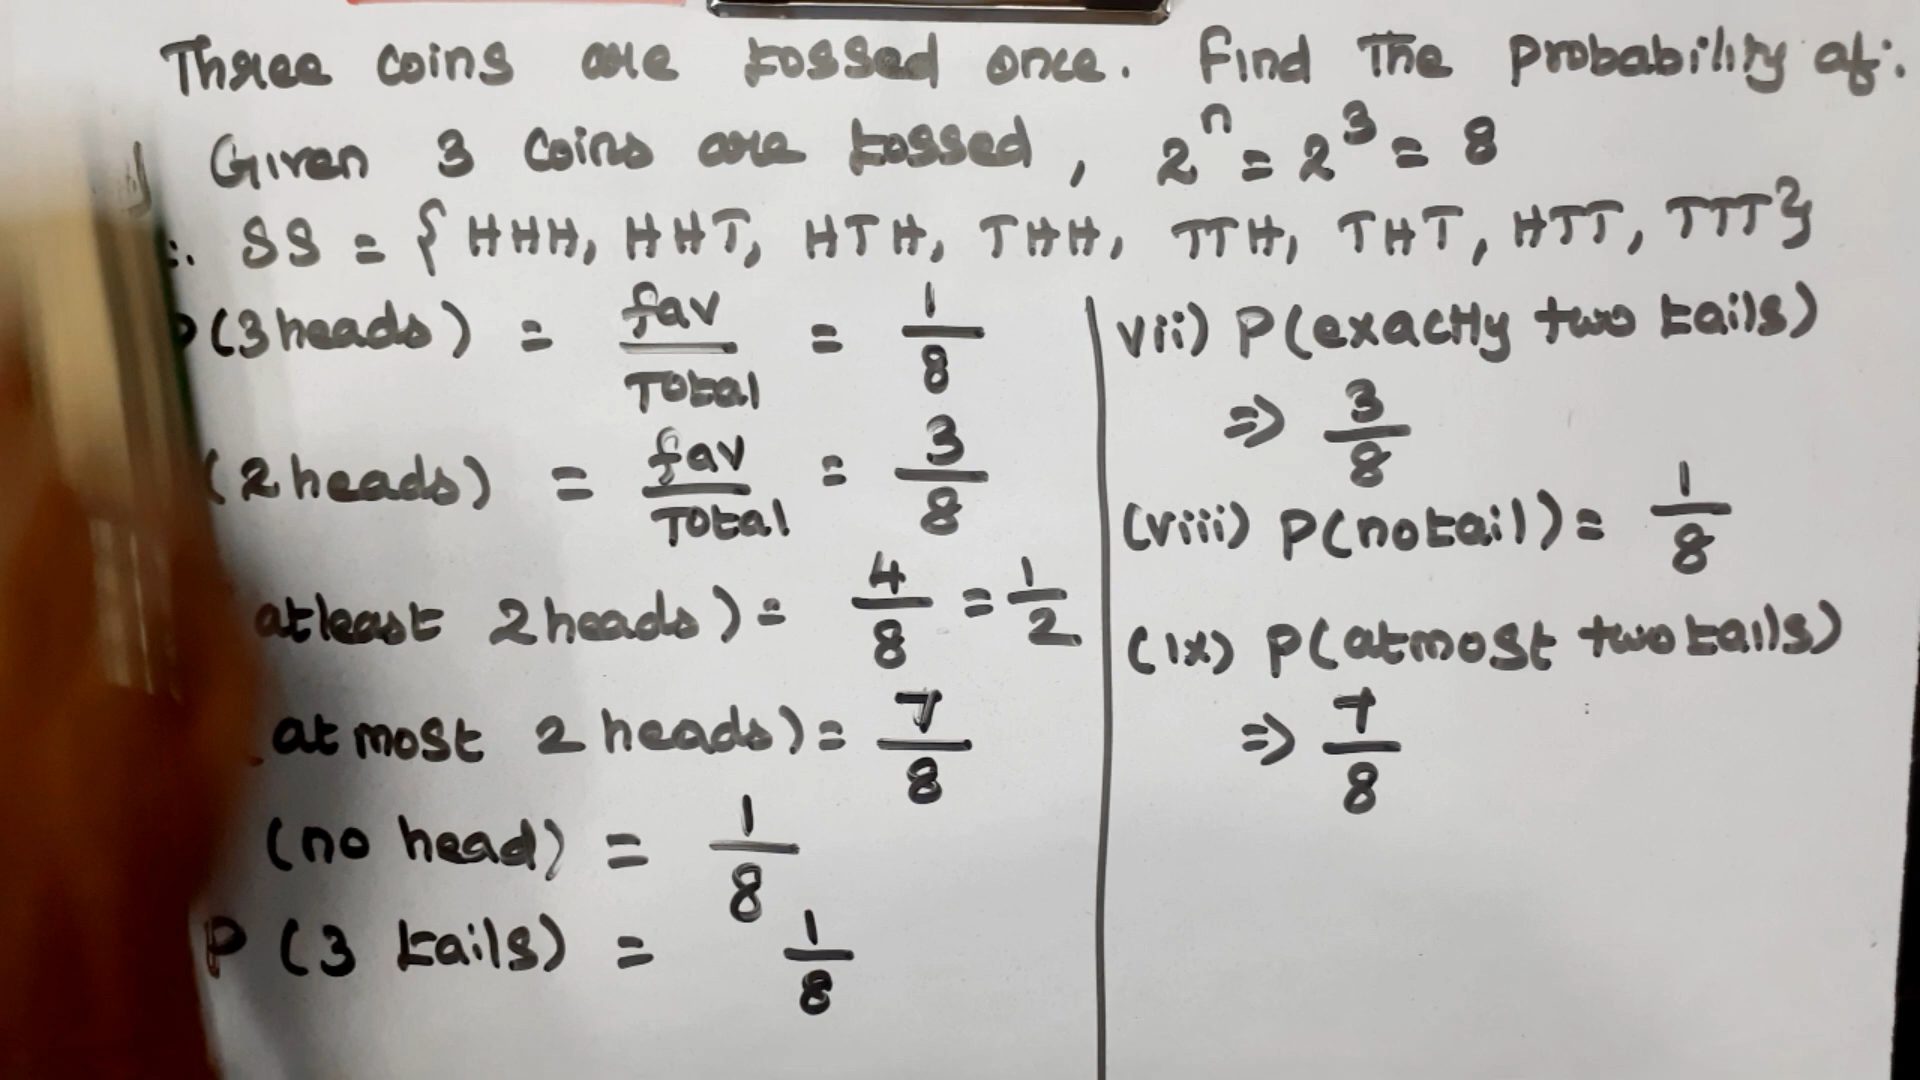 Three coins are tossed once. Find The probability of:
Given 3 coins are tossed, 2^n = 2^3 = 8
∴ SS = { HHH, HHT, HTH, THH, TTH, THT, HTT, TTT}
(3 heads) = fav/Total = 1/8
(2 heads) = fav/Total = 3/8
atleast 2 heads) = 4/8 = 1/2
(at most 2 heads) = 7/8
(no head) = 1/8
P (3 tails) = 1/8
vii) P(exactly two tails)
⇒ 3/8
(viii) P(no tail) = 1/8
(ix) P(atmost two tails)
⇒ 7/8